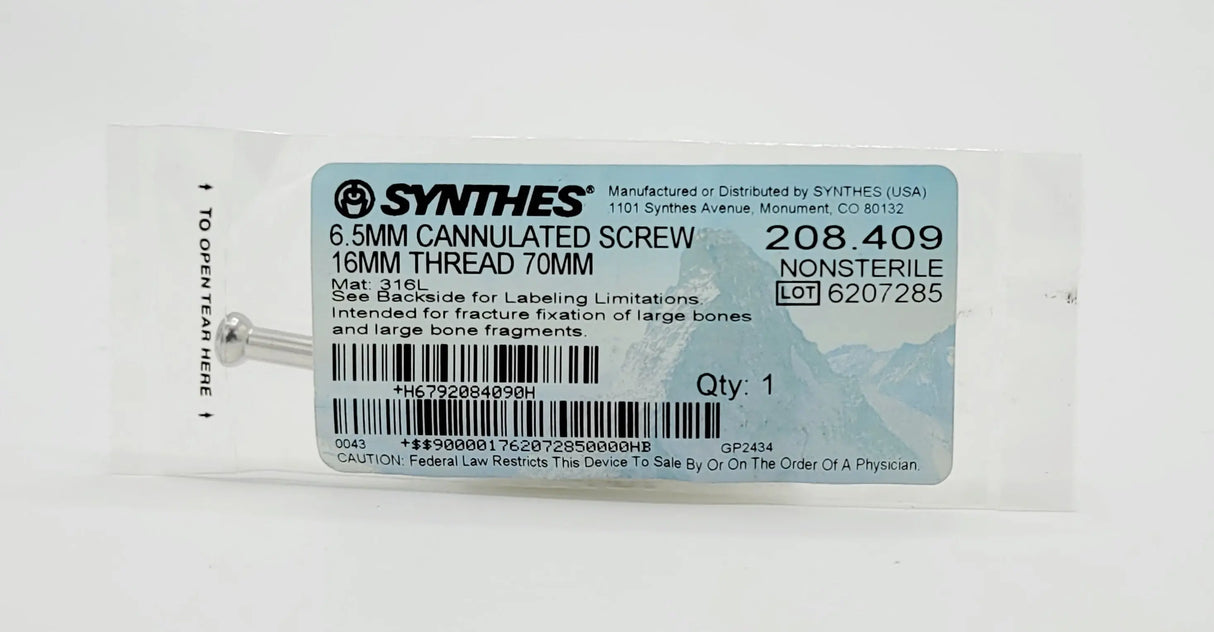 SYNTHES®
Manufactured or Distributed by SYNTHES (USA)
1101 Synthes Avenue, Monument, CO 80132
6.5MM CANNULATED SCREW
16MM THREAD 70MM
208.409
NONSTERILE
LOT 6207285
Mat: 316L
See Backside for Labeling Limitations.
Intended for fracture fixation of large bones
and large bone fragments.
+H6792084090H
Qty: 1
0043 +$$900001762072850000HB GP2434
CAUTION: Federal Law Restricts This Device To Sale By Or On The Order Of A Physician.
TO OPEN TEAR HERE